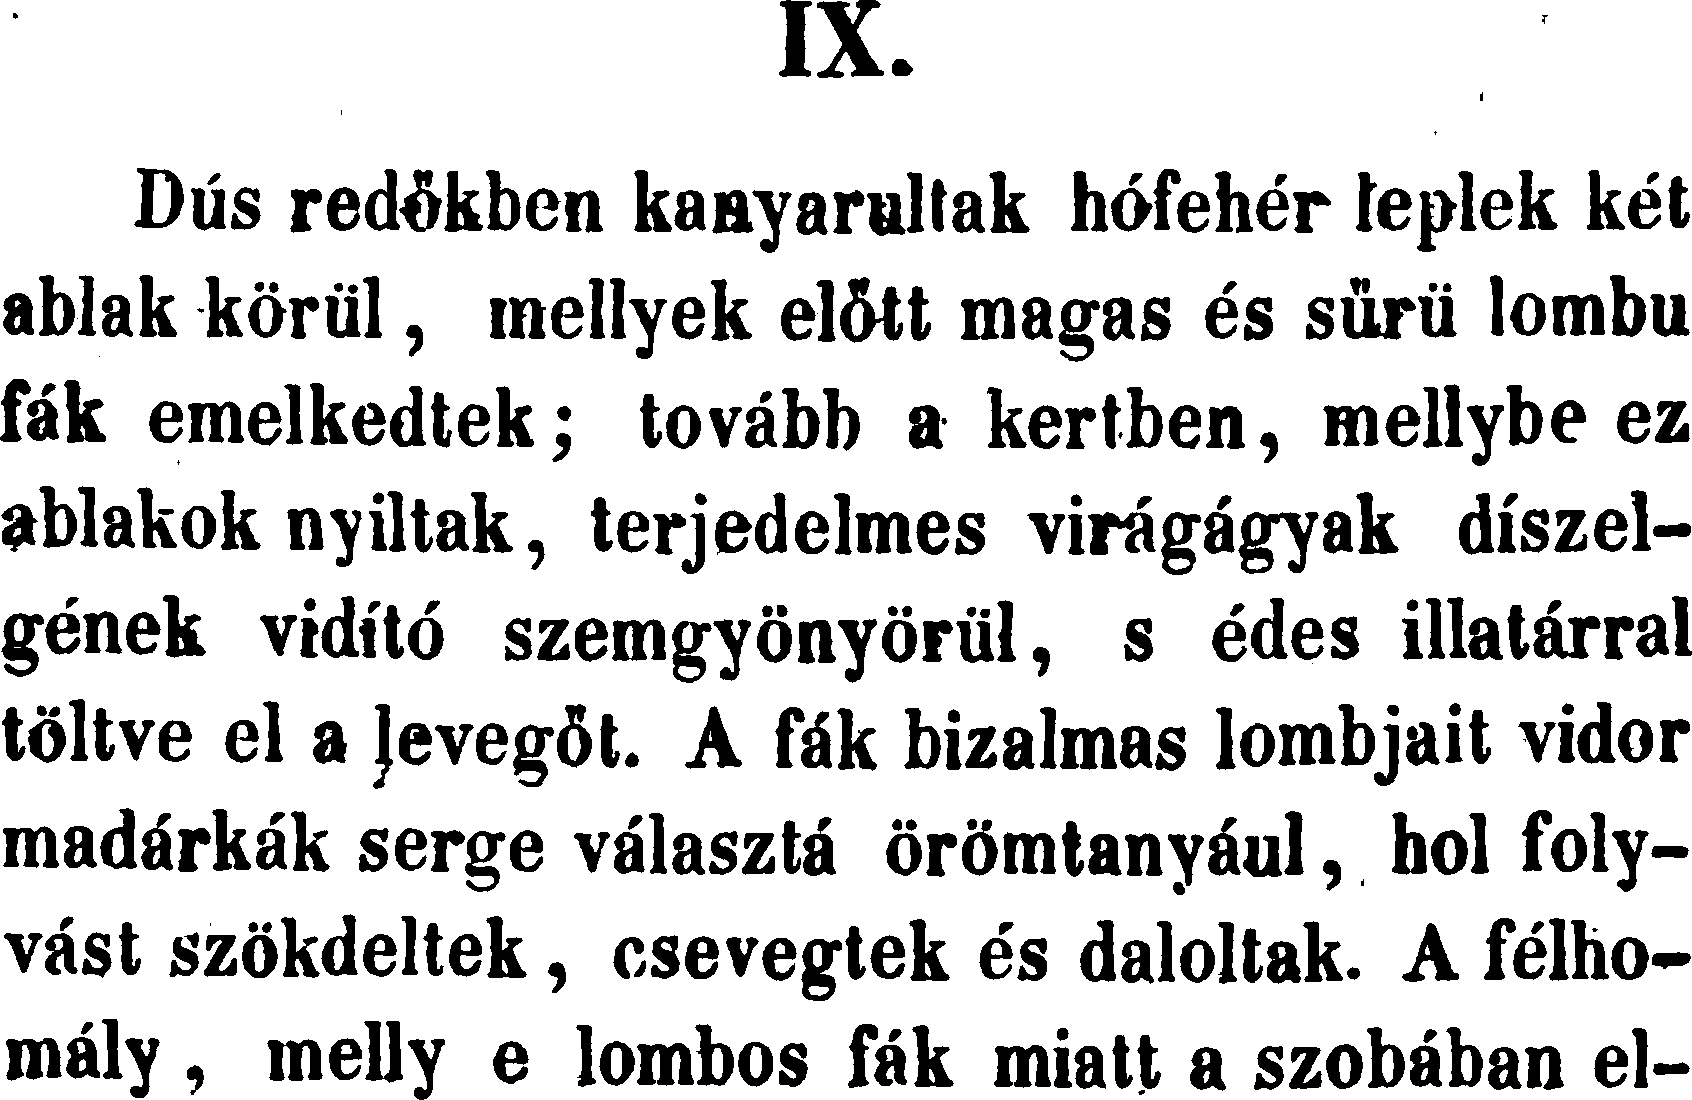 IX.
Dús redőkben kanyarultak hófehér leplek két
ablak körül, mellyek előtt magas és sűrü lombu
fák emelkedtek; tovább a kertben, mellybe ez
ablakok nyiltak, terjedelmes virágágyak díszel-
gének vidító szemgyönyörül, s édes illatárral
töltve el a levegőt. A fák bizalmas lombjait vidor
madárkák serge választá örömtanyául, hol foly-
vást szökdeltek, csevegtek és daloltak. A félho-
mály, melly e lombos fák miatt a szobában el-